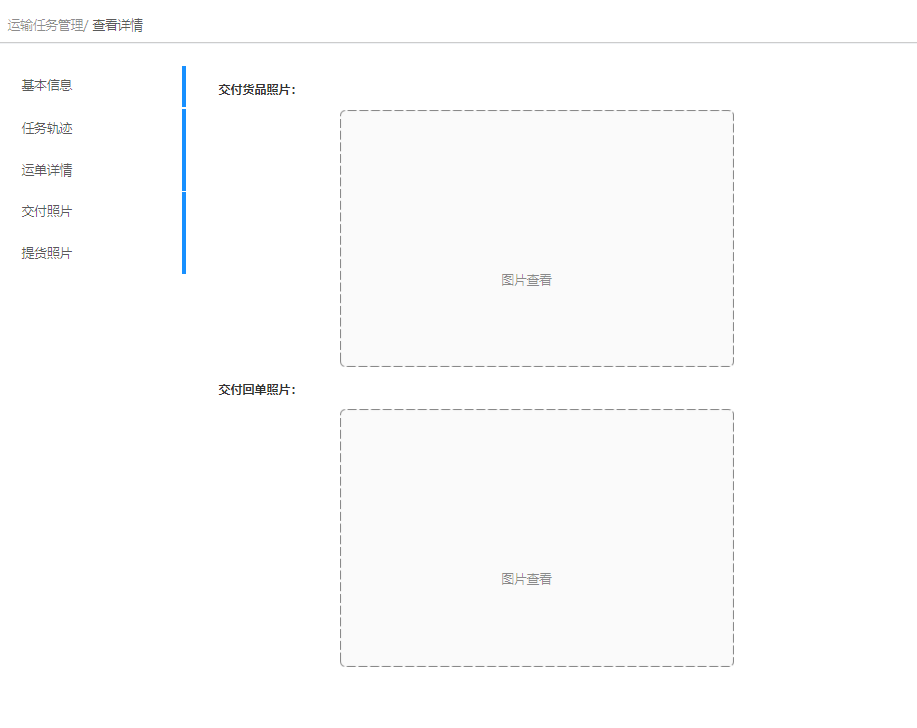 运输任务管理/ 查看详情
基本信息
任务轨迹
运单详情
交付照片
提货照片
交付货品照片:
图片查看
交付回单照片:
图片查看